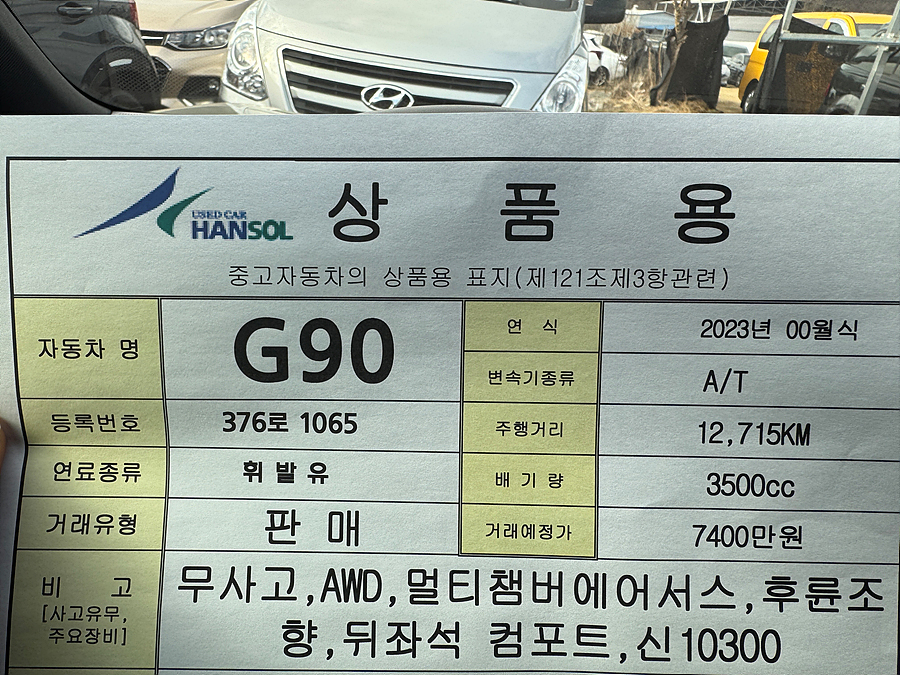 USED CAR
HANSOL
상 품 용
중고자동차의 상품용 표지(제121조제3항관련)
자동차 명 G90 연 식 2023년 00월식
변속기종류 A/T
등록번호 376로 1065 주행거리 12,715KM
연료종류 휘발유 배 기 량 3500cc
거래유형 판 매 거래예정가 7400만원
비 고 무사고,AWD,멀티챔버에어서스,후륜조
[사고유무,
주요장비] 향,뒤좌석 컴포트,신10300